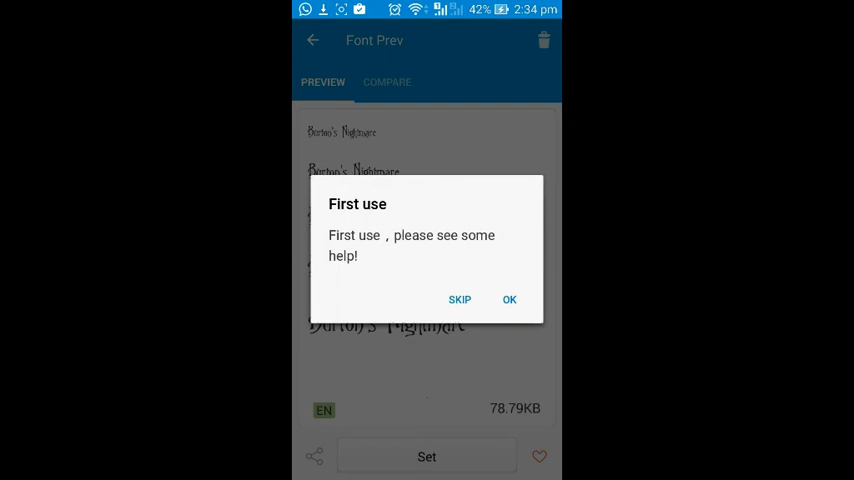 42% 2:34 pm
Font Prev
PREVIEW COMPARE
Burton's Nightmare
Burton's Nightmare
First use
First use , please see some
help!
SKIP OK
Burton's Nightmare
EN 78.79KB
Set